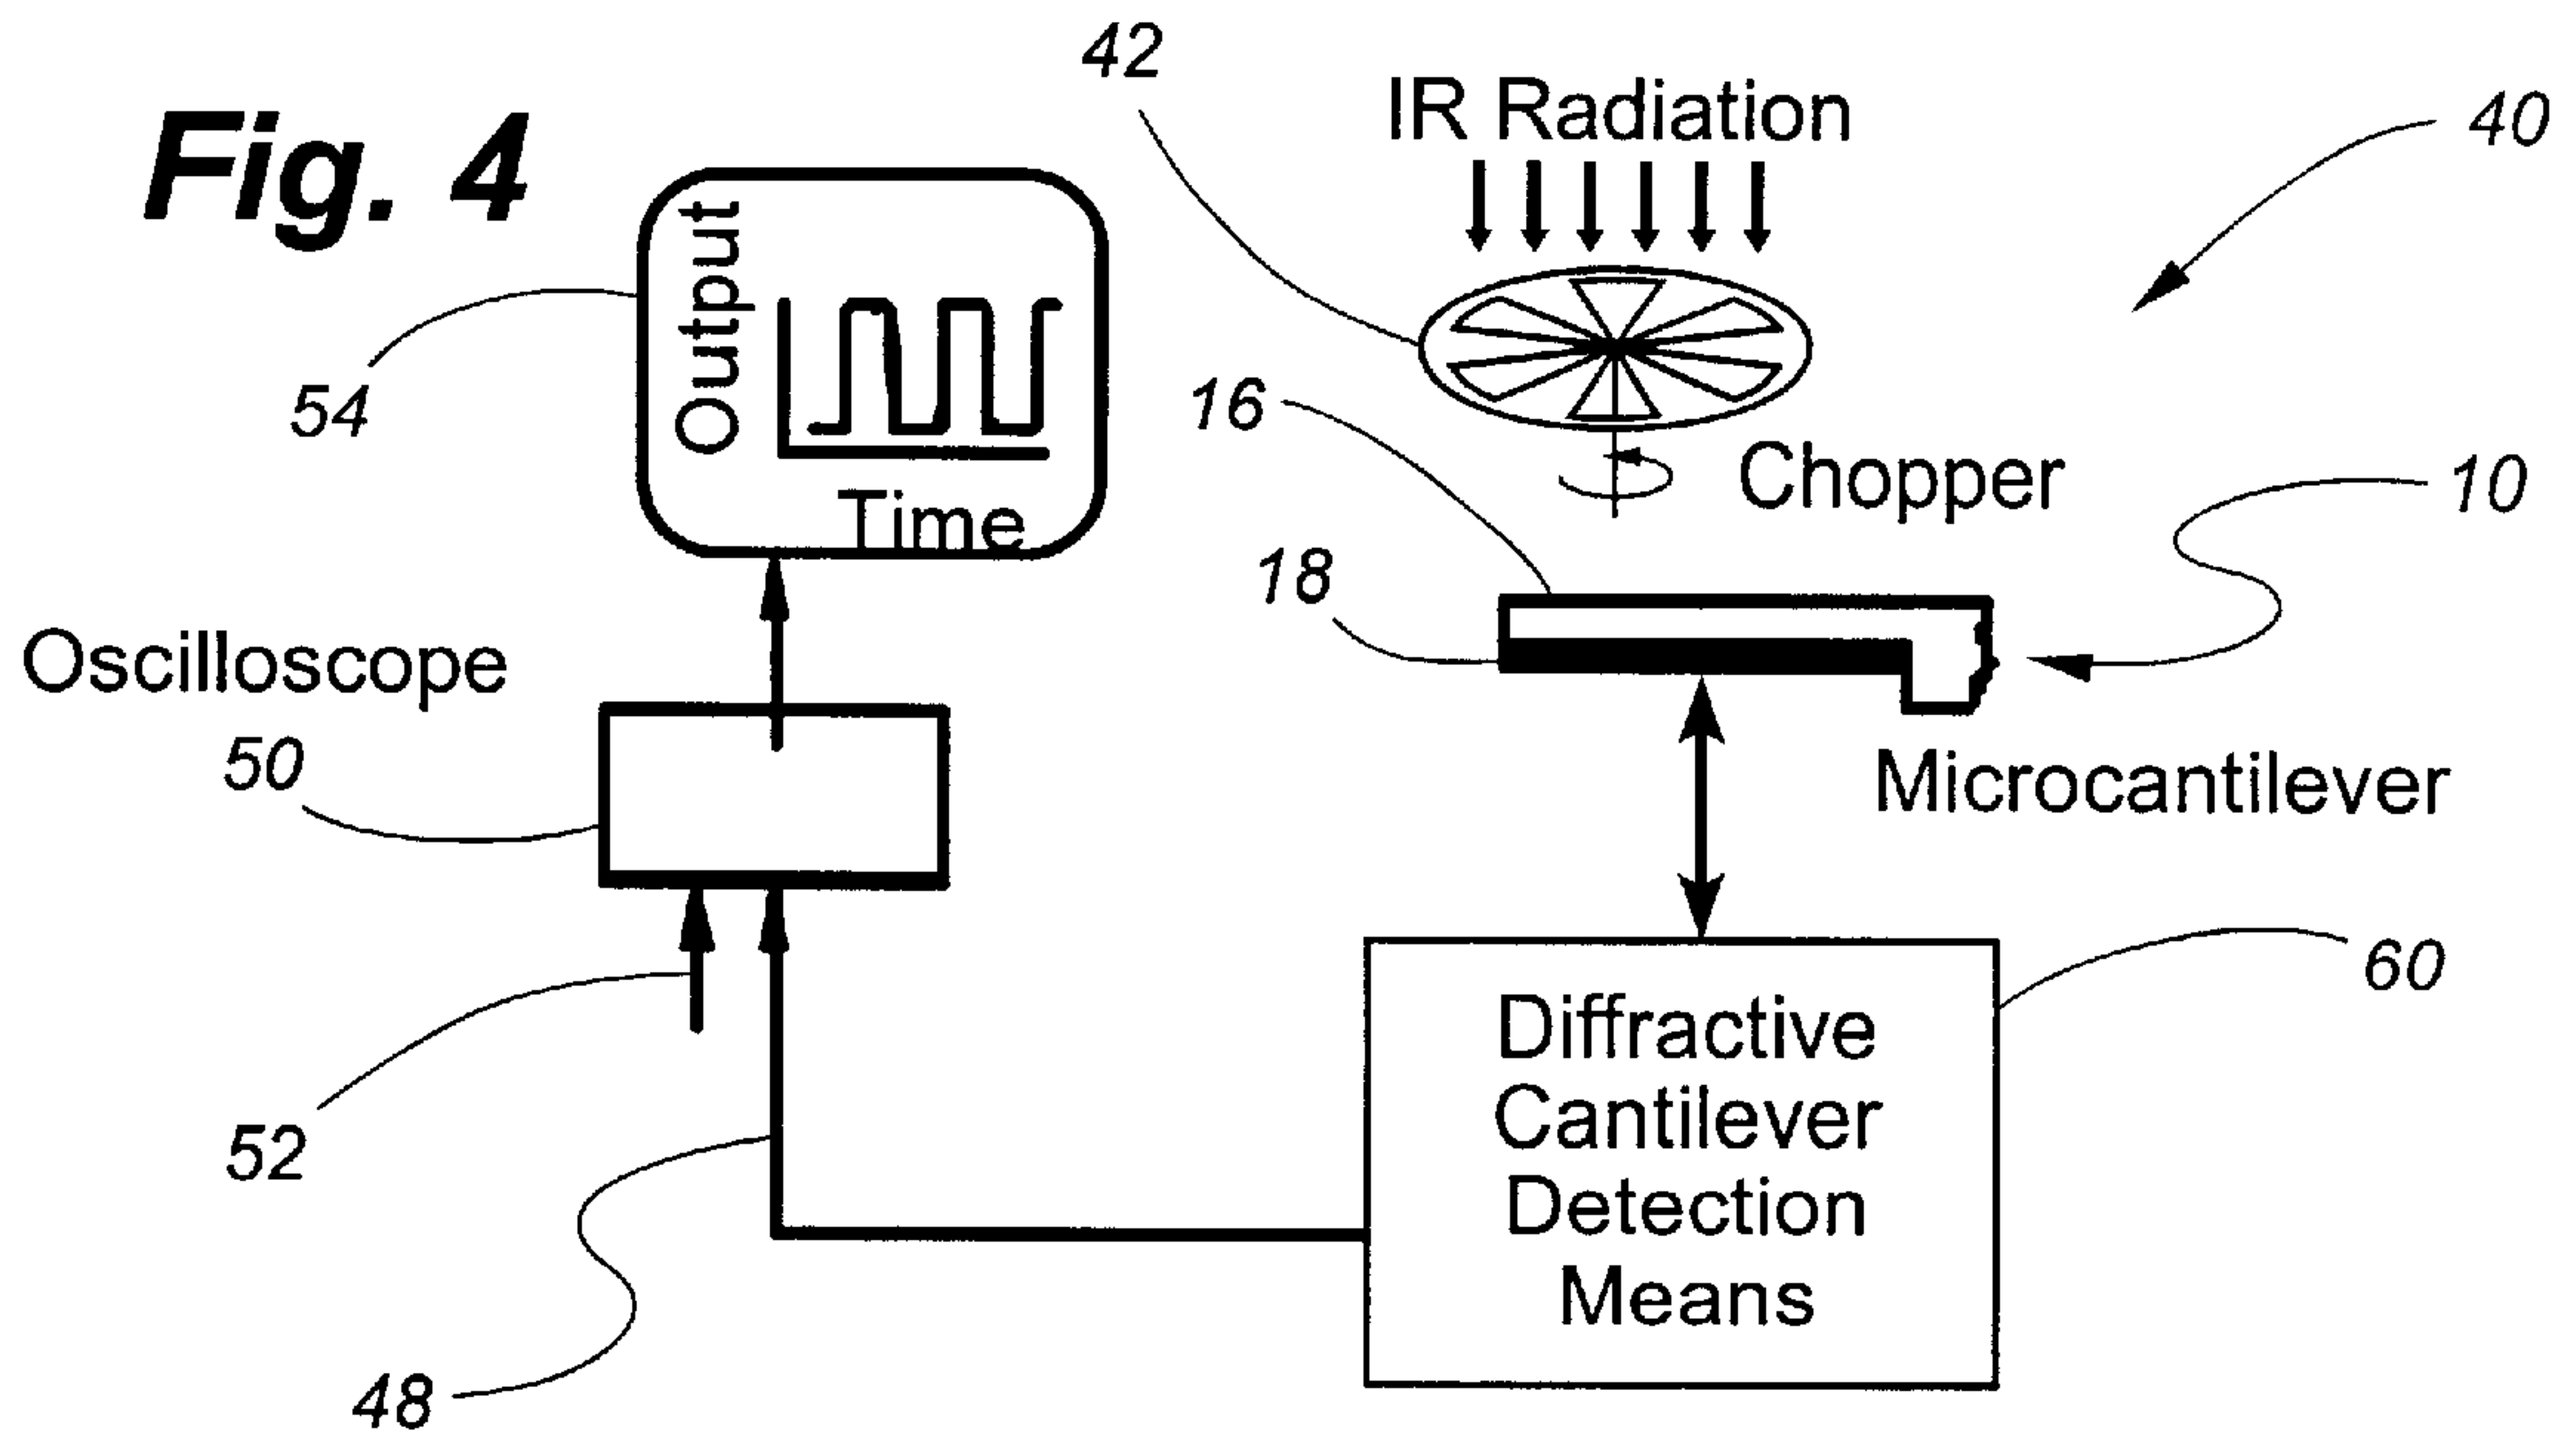 Fig. 4
42
IR Radiation
40
Output
54
16
Chopper
10
Time
18
Oscilloscope
50
Microcantilever
60
Diffractive
Cantilever
Detection
Means
52
48